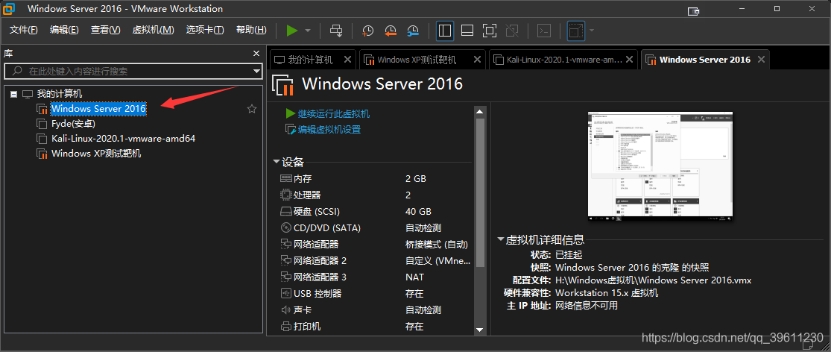 Windows Server 2016 - VMware Workstation
文件(F) 编辑(E) 查看(V) 虚拟机(M) 选项卡(T) 帮助(H)
库
在此处键入内容进行搜索
我的计算机
Windows Server 2016
Fyde(安卓)
Kali-Linux-2020.1-vmware-amd64
Windows XP测试靶机
我的计算机 Windows XP测试靶机 Kali-Linux-2020.1-vmware-am... Windows Server 2016
Windows Server 2016
继续运行此虚拟机
编辑虚拟机设置
设备
内存 2 GB
处理器 2
硬盘 (SCSI) 40 GB
CD/DVD (SATA) 自动检测
网络适配器 桥接模式 (自动)
网络适配器 2 自定义 (VMne...
网络适配器 3 NAT
USB 控制器 存在
声卡 自动检测
打印机 存在
虚拟机详细信息
状态: 已挂起
快照: Windows Server 2016 的克隆 的快照
配置文件: H:\Windows虚拟机\Windows Server 2016.vmx
硬件兼容性: Workstation 15.x 虚拟机
主 IP 地址: 网络信息不可用
https://blog.csdn.net/qq_39611230